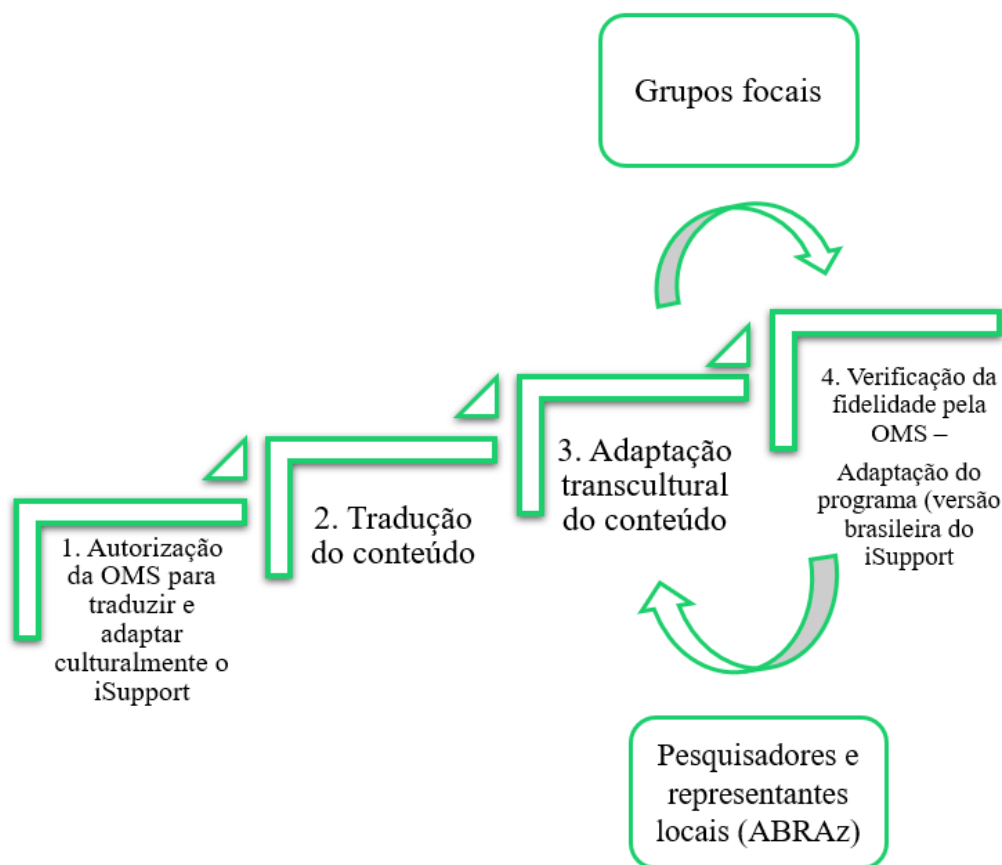 Grupos focais
1. Autorização
da OMS para
traduzir e
adaptar
culturalmente o
iSupport
2. Tradução
do conteúdo
3. Adaptação
transcultural
do conteúdo
4. Verificação da
fidelidade pela
OMS –
Adaptação do
programa (versão
brasileira do
iSupport
Pesquisadores e
representantes
locais (ABRAz)